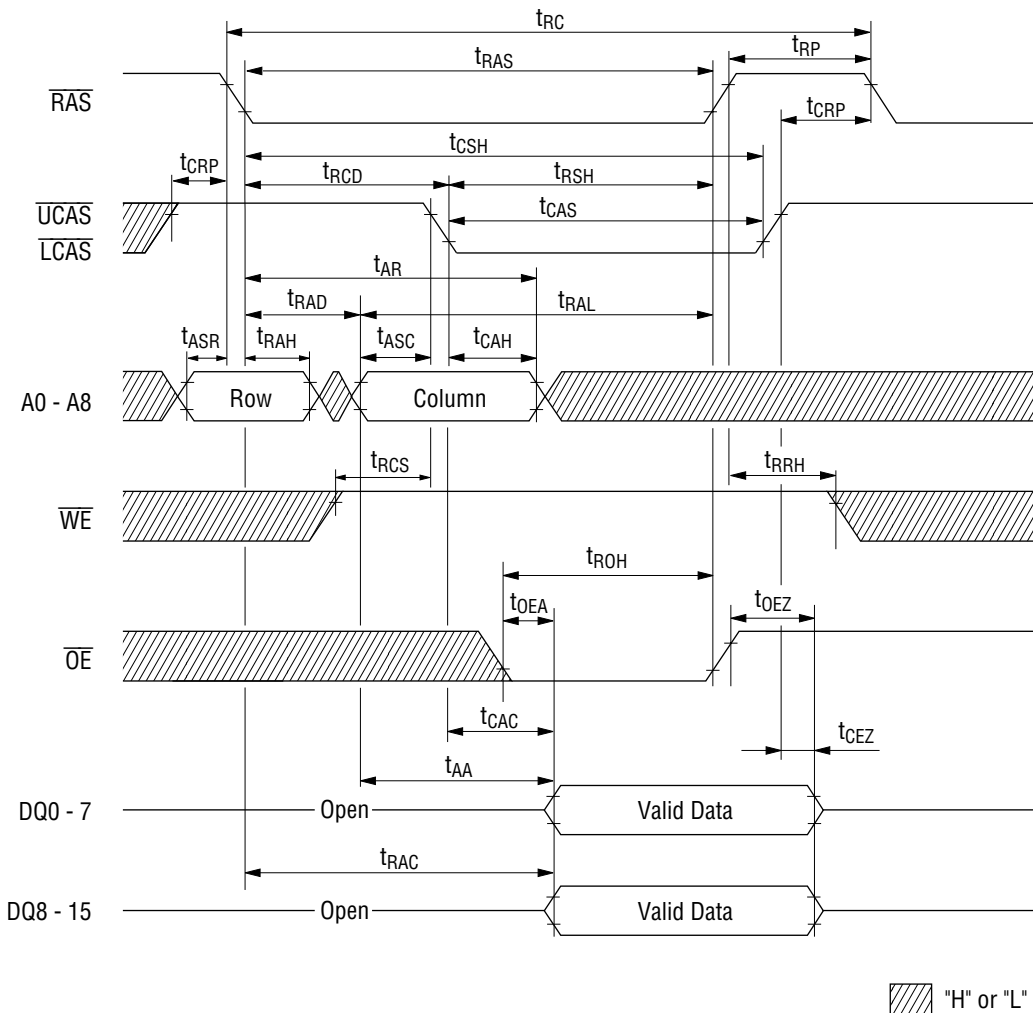 tRC
tRP
tRAS
RAS
tCRP
tCSH
tCRP
tRCD
tRSH
UCAS
tCAS
LCAS
tAR
tRAD
tRAL
tASR
tRAH
tASC
tCAH
A0 - A8
Row
Column
tRCS
tRRH
WE
tROH
tOEA
tOEZ
OE
tCAC
tCEZ
tAA
DQ0 - 7
Open
Valid Data
tRAC
DQ8 - 15
Open
Valid Data
"H" or "L"